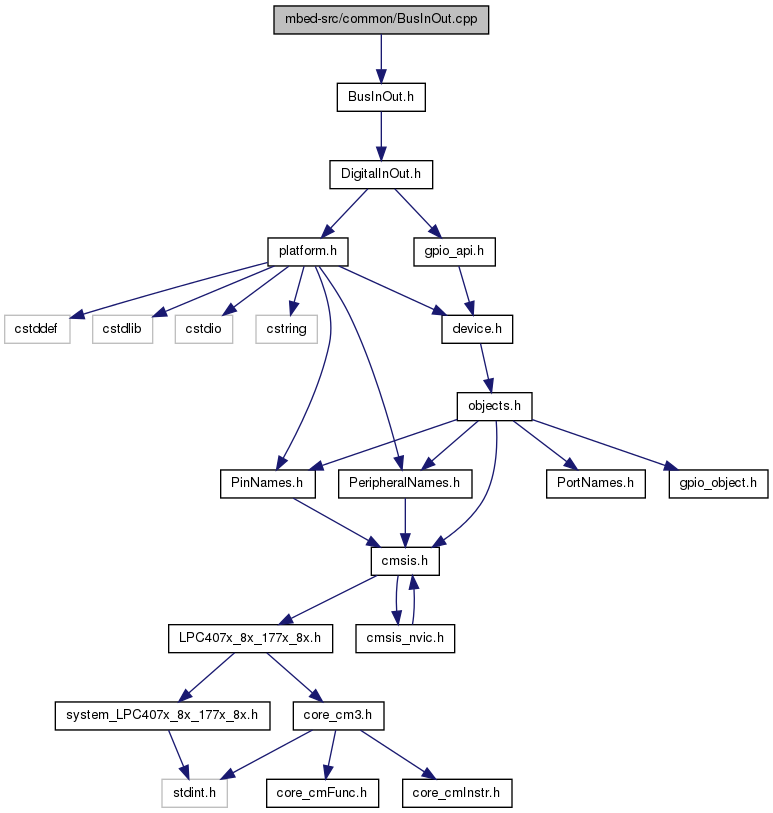 mbed-src/common/BusInOut.cpp
BusInOut.h
DigitalInOut.h
platform.h
gpio_api.h
cstddef
cstdlib
cstdio
cstring
device.h
objects.h
PinNames.h
PeripheralNames.h
PortNames.h
gpio_object.h
cmsis.h
LPC407x_8x_177x_8x.h
cmsis_nvic.h
system_LPC407x_8x_177x_8x.h
core_cm3.h
stdint.h
core_cmFunc.h
core_cmInstr.h